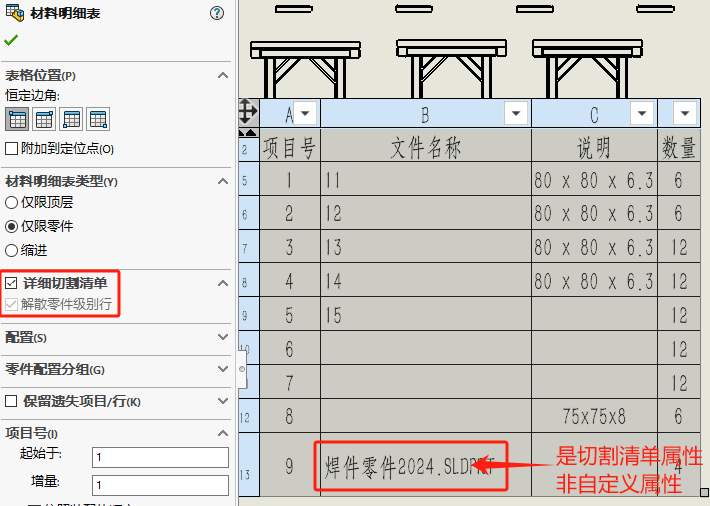 材料明细表
表格位置(P)
恒定边角:
附加到定位点(O)
材料明细表类型(Y)
仅限顶层
仅限零件
缩进
详细切割清单
解散零件级别行
配置(S)
零件配置分组(G)
保留遗失项目/行(K)
项目号(I)
起始于: 1
增量: 1
A B C
2 项目号 文件名称 说明 数量
5 1 11 80 x 80 x 6.3 6
6 2 12 80 x 80 x 6.3 6
7 3 13 80 x 80 x 6.3 12
8 4 14 80 x 80 x 6.3 12
9 5 15 12
6 12
7 12
12 8 75x75x8 6
13 9 焊件零件2024.SLDPRT 4
是切割清单属性
非自定义属性